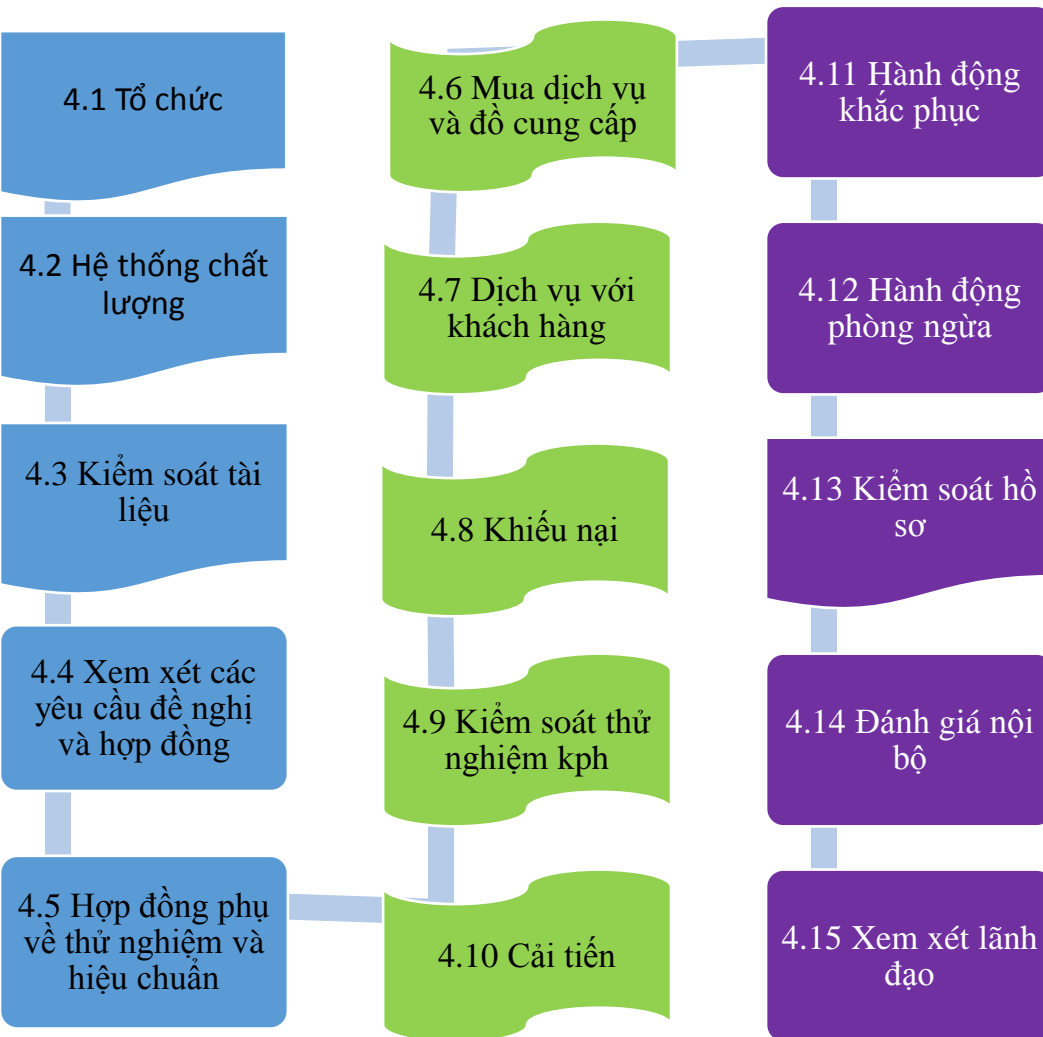 4.1 Tổ chức
4.2 Hệ thống chất
lượng
4.3 Kiểm soát tài
liệu
4.4 Xem xét các
yêu cầu đề nghị
và hợp đồng
4.5 Hợp đồng phụ
về thử nghiệm và
hiệu chuẩn
4.6 Mua dịch vụ
và đồ cung cấp
4.7 Dịch vụ với
khách hàng
4.8 Khiếu nại
4.9 Kiểm soát thử
nghiệm kph
4.10 Cải tiến
4.11 Hành động
khắc phục
4.12 Hành động
phòng ngừa
4.13 Kiểm soát hồ
sơ
4.14 Đánh giá nội
bộ
4.15 Xem xét lãnh
đạo